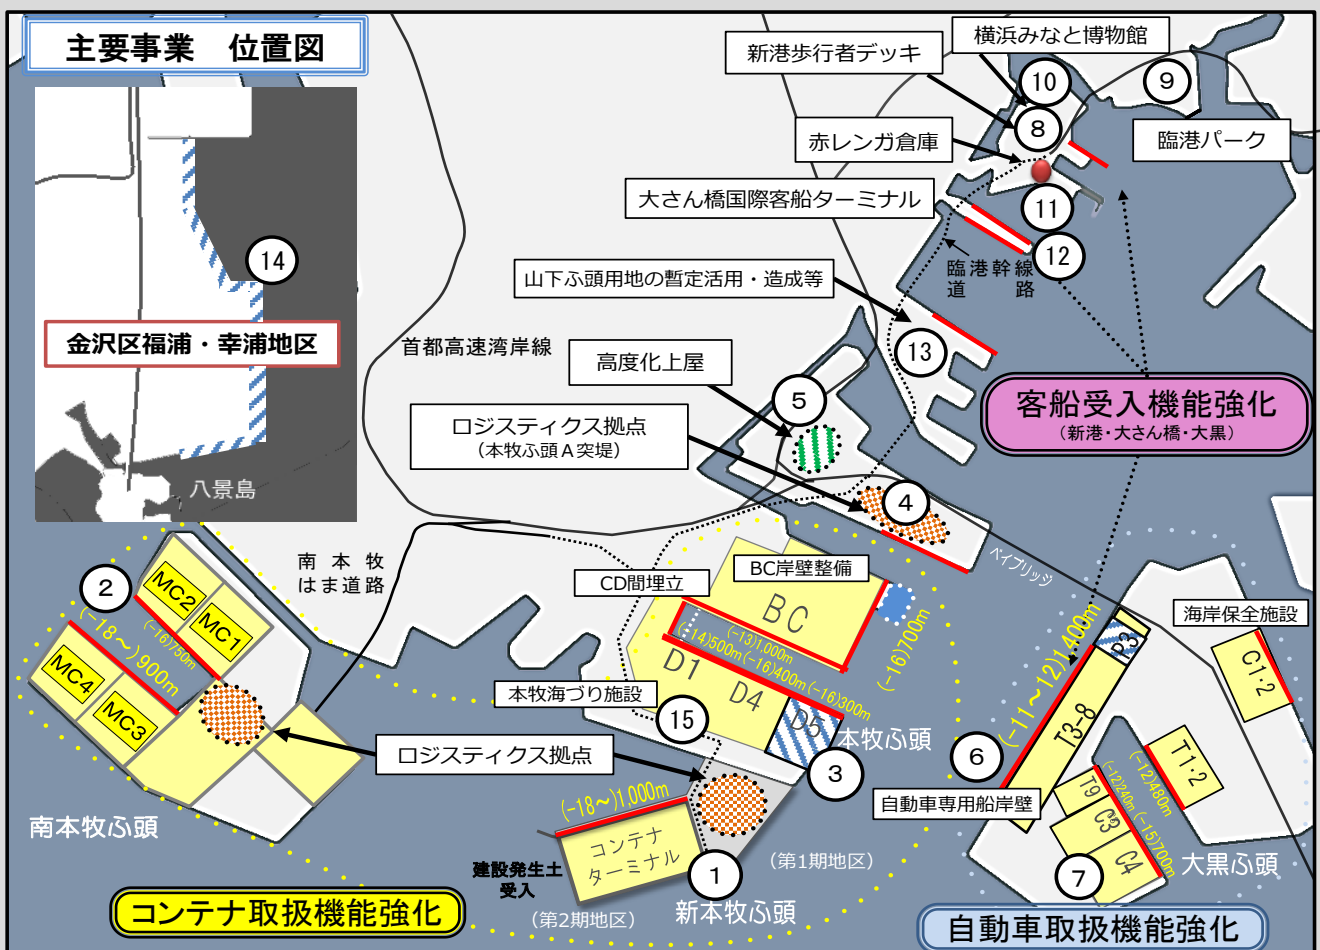 主要事業 位置図
14
金沢区福浦・幸浦地区
八景島
横浜みなと博物館
新港歩行者デッキ
10
9
8
赤レンガ倉庫
臨港パーク
大さん橋国際客船ターミナル
11
12
臨港幹線
道路
山下ふ頭用地の暫定活用・造成等
13
首都高速湾岸線
高度化上屋
5
客船受入機能強化
(新港・大さん橋・大黒)
ロジスティクス拠点
(本牧ふ頭A突堤)
4
ベイブリッジ
南本牧
はま道路
CD間埋立
BC岸壁整備
BC
(-16)700m
(-13)1,000m
(-14)500m(-16)400m(-16)300m
D1
D4
D5
本牧ふ頭
3
2
MC2
MC1
(-16)750m
(-18～)900m
MC4
MC3
南本牧ふ頭
本牧海づり施設
15
ロジスティクス拠点
(-18～)1,000m
コンテナ
ターミナル
建設発生土
受入
1
(第1期地区)
(第2期地区)
新本牧ふ頭
コンテナ取扱機能強化
海岸保全施設
P3
C1・2
(-11～12)1,400m
T3-8
6
自動車専用船岸壁
T1・2
(-12)480m
T9
(-12)240m(-15)700m
C3
C4
7
大黒ふ頭
自動車取扱機能強化